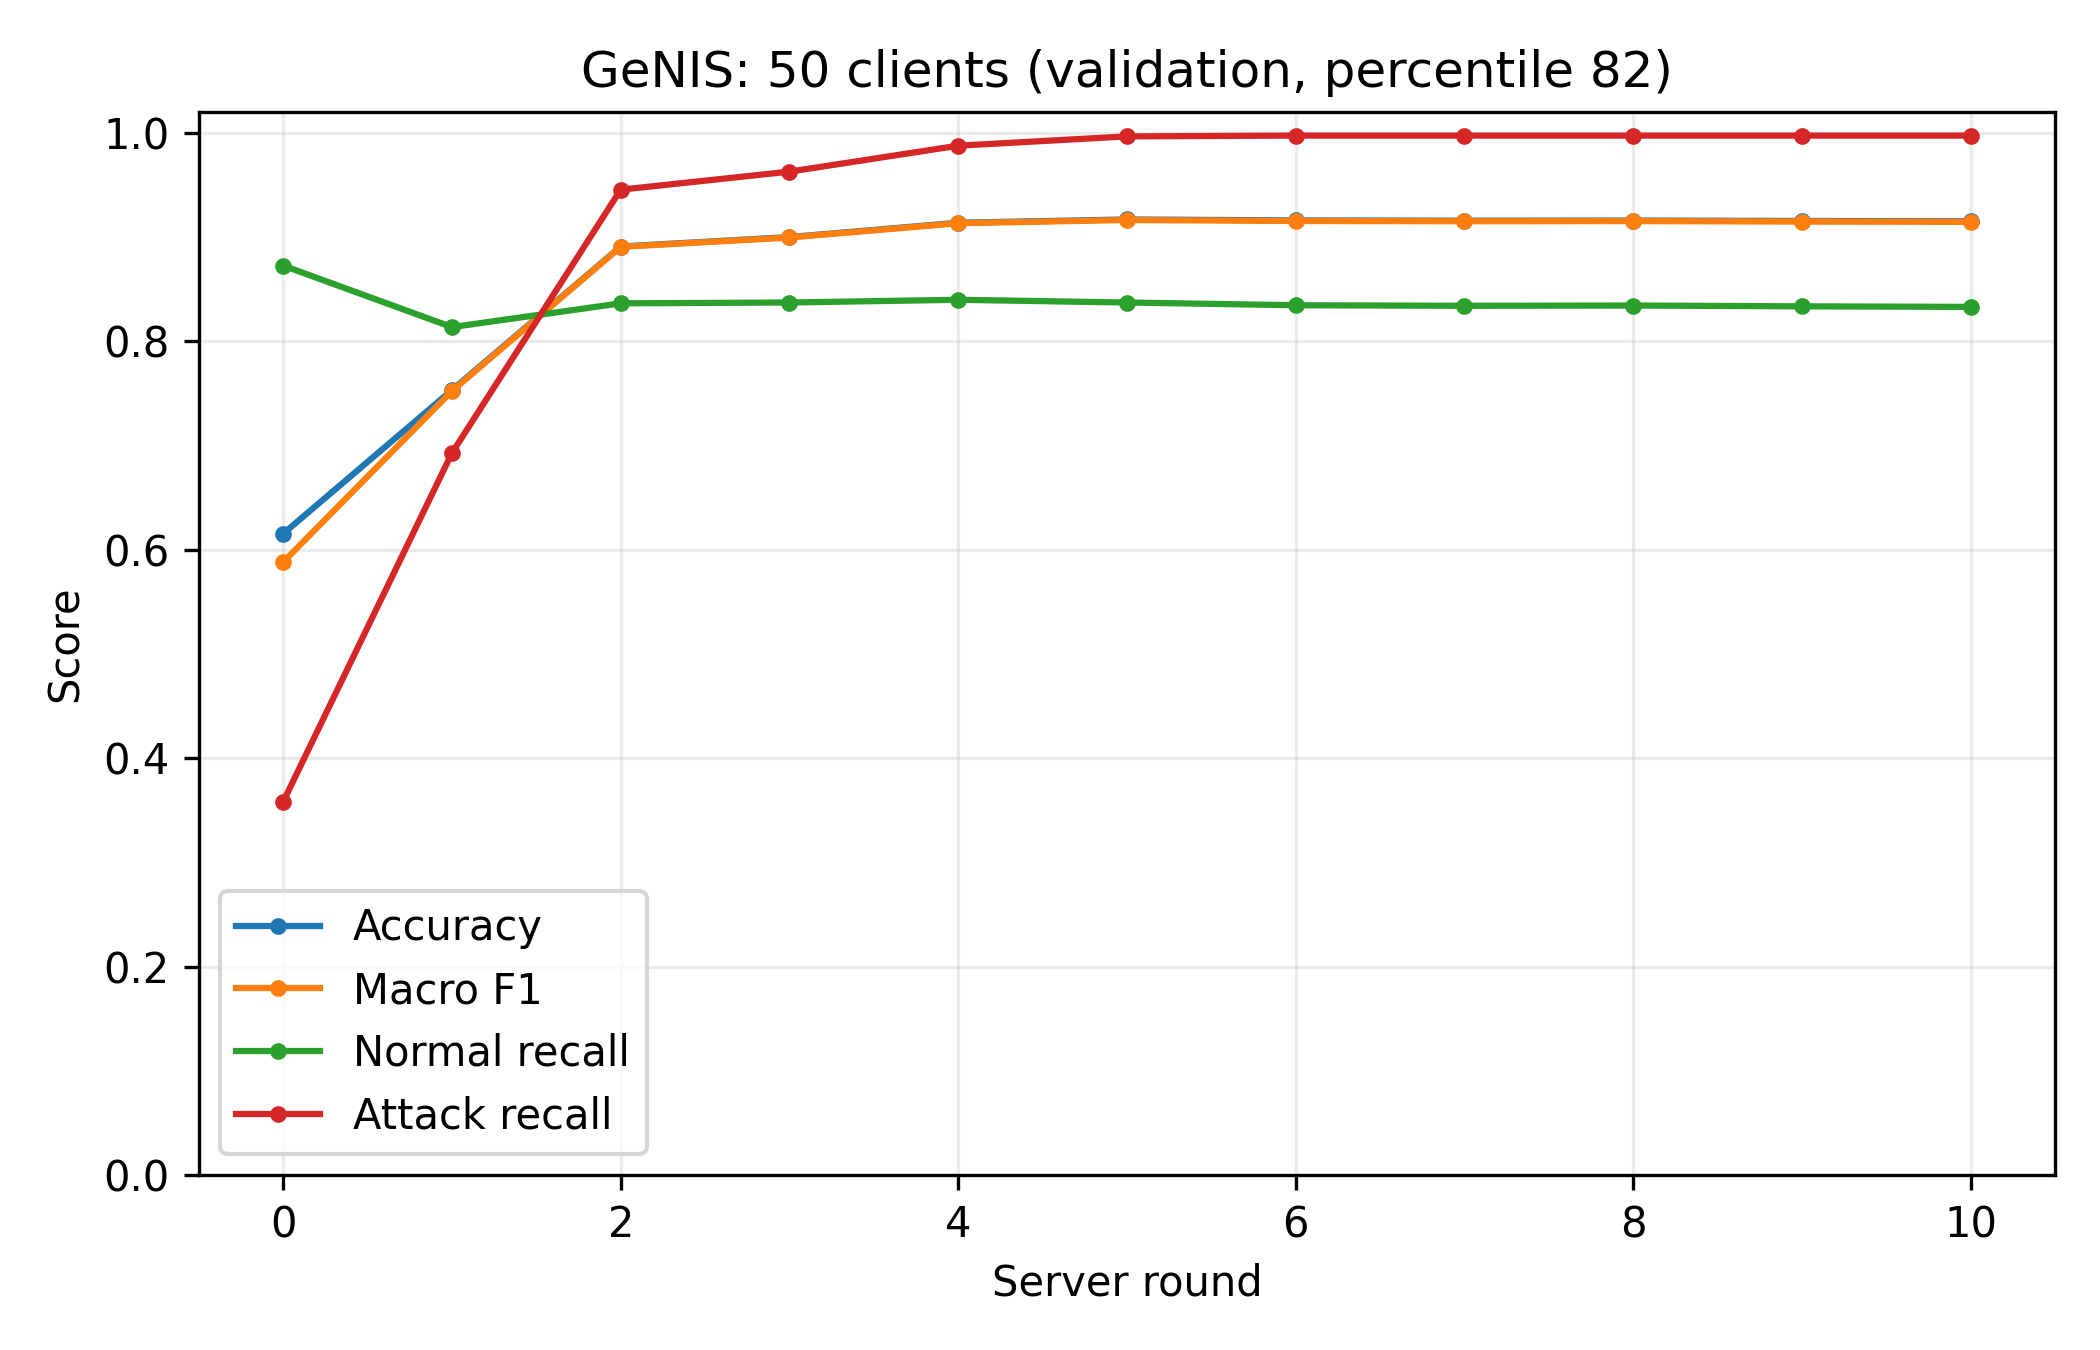 GeNIS: 50 clients (validation, percentile 82)
1.0
0.8
0.6
0.4
0.2
0.0
Score
Accuracy
Macro F1
Normal recall
Attack recall
0 2 4 6 8 10
Server round